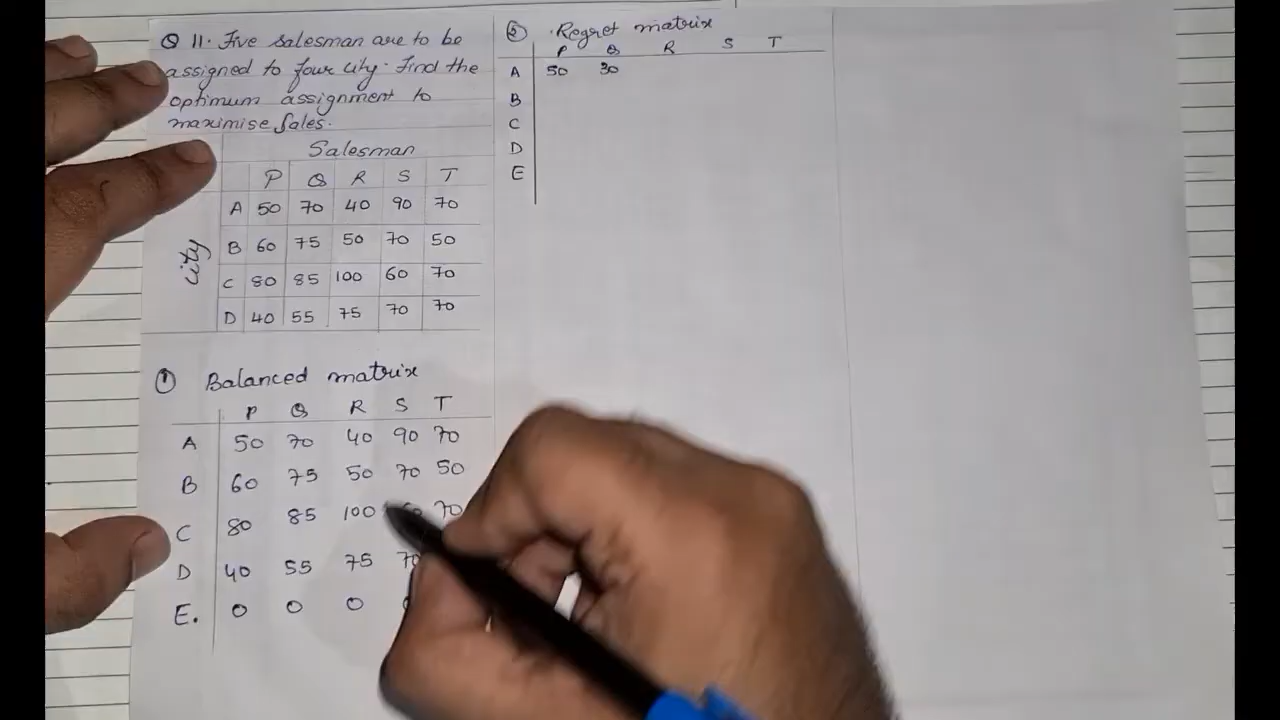 Q 11. Five salesman are to be
assigned to four city. Find the
optimum assignment to
maximise sales.
Salesman
P Q R S T
City
A 50 70 40 90 70
B 60 75 50 70 50
C 80 85 100 60 70
D 40 55 75 70 70
① Balanced matrix
P Q R S T
A 50 70 40 90 70
B 60 75 50 70 50
C 80 85 100 70
D 40 55 75 70
E. 0 0 0
Regret matrix
P Q R S T
A 50 30
B
C
D
E